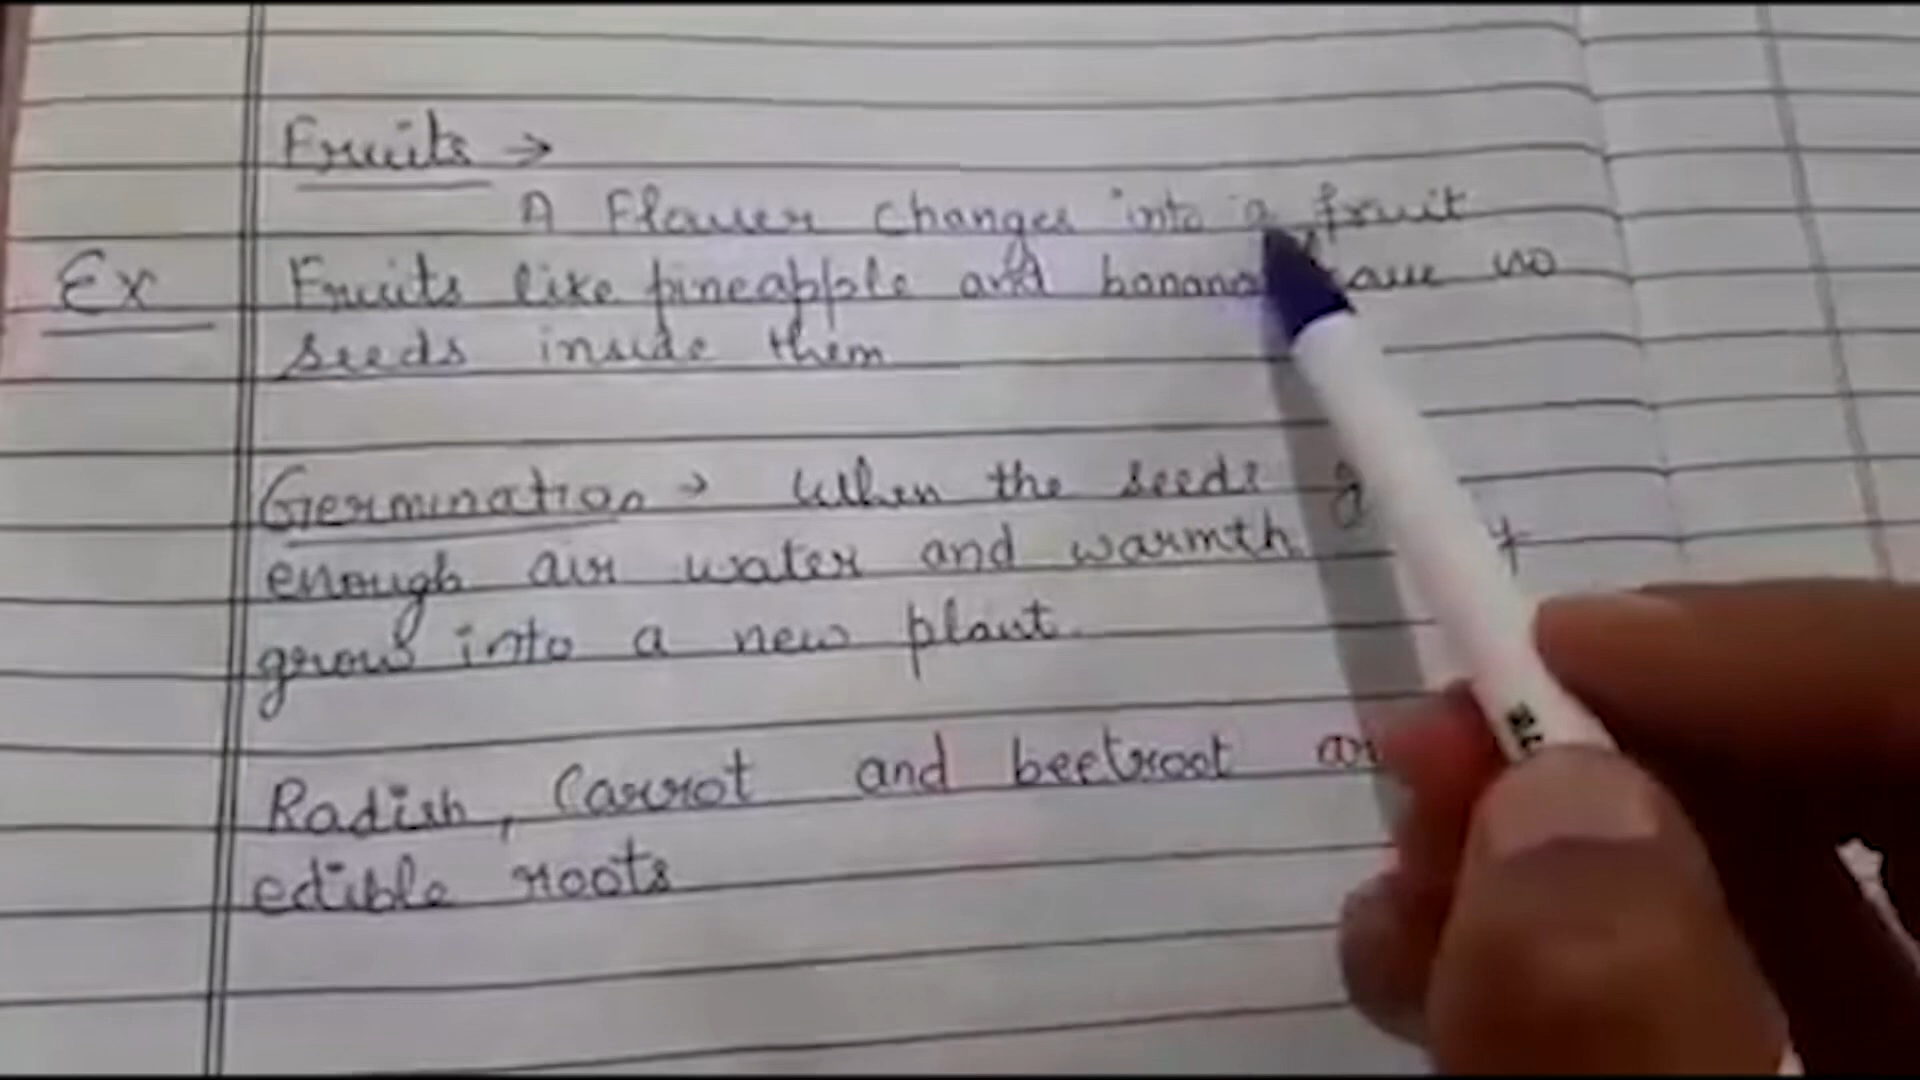 Fruits →
A Flower changes into a fruit
Ex Fruits like pineapple and banana have no
seeds inside them
Germination → When the seeds
enough air water and warmth
grow into a new plant.
Radish, Carrot and beetroot
edible roots